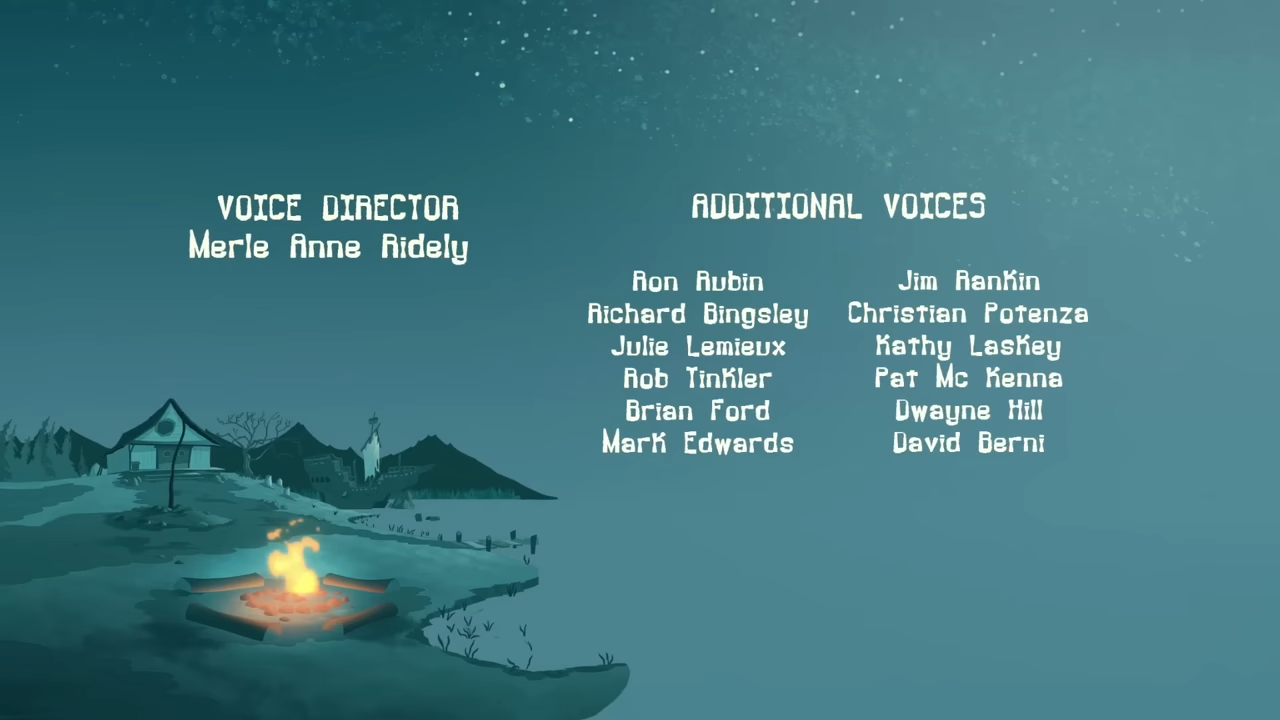 VOICE DIRECTOR
Merle Anne Ridely
ADDITIONAL VOICES
Ron Rubin
Richard Bingsley
Julie Lemieux
Rob Tinkler
Brian Ford
Mark Edwards
Jim Rankin
Christian Potenza
Kathy Laskey
Pat Mc Kenna
Dwayne Hill
David Berni